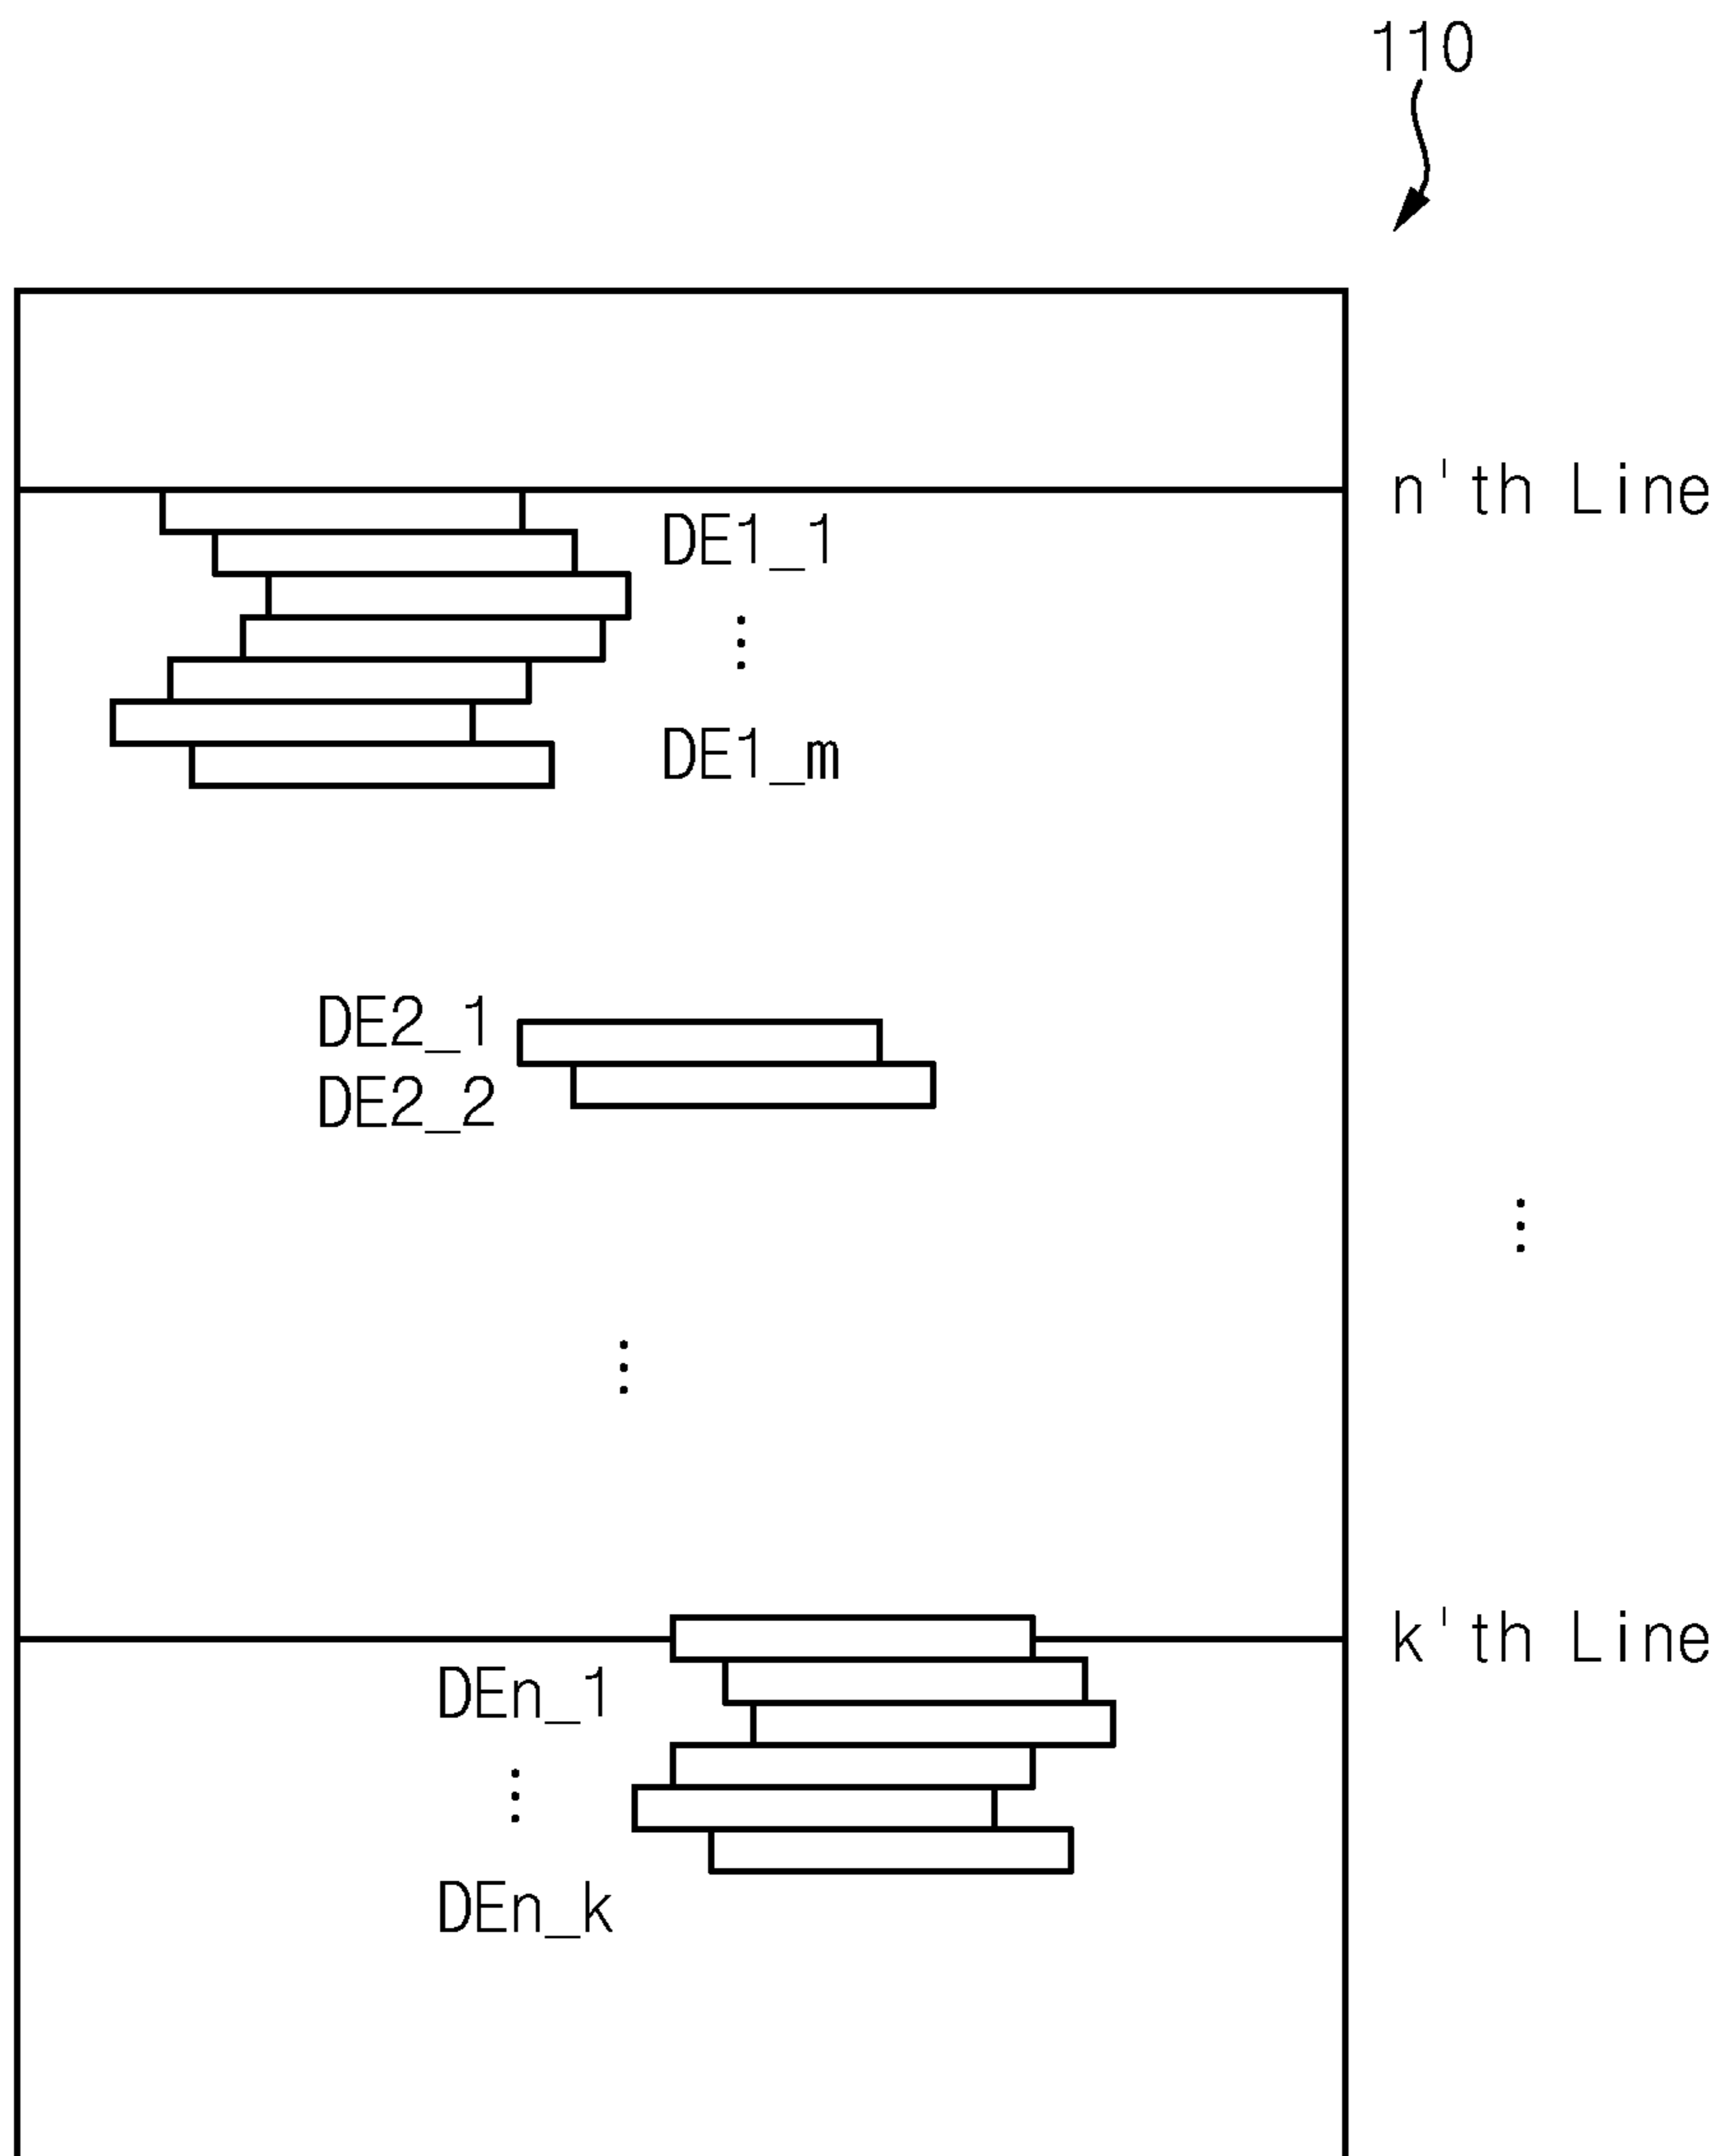 110
n'th Line
DE1_1
⋮
DE1_m
DE2_1
DE2_2
⋮
⋮
k'th Line
DEn_1
⋮
DEn_k